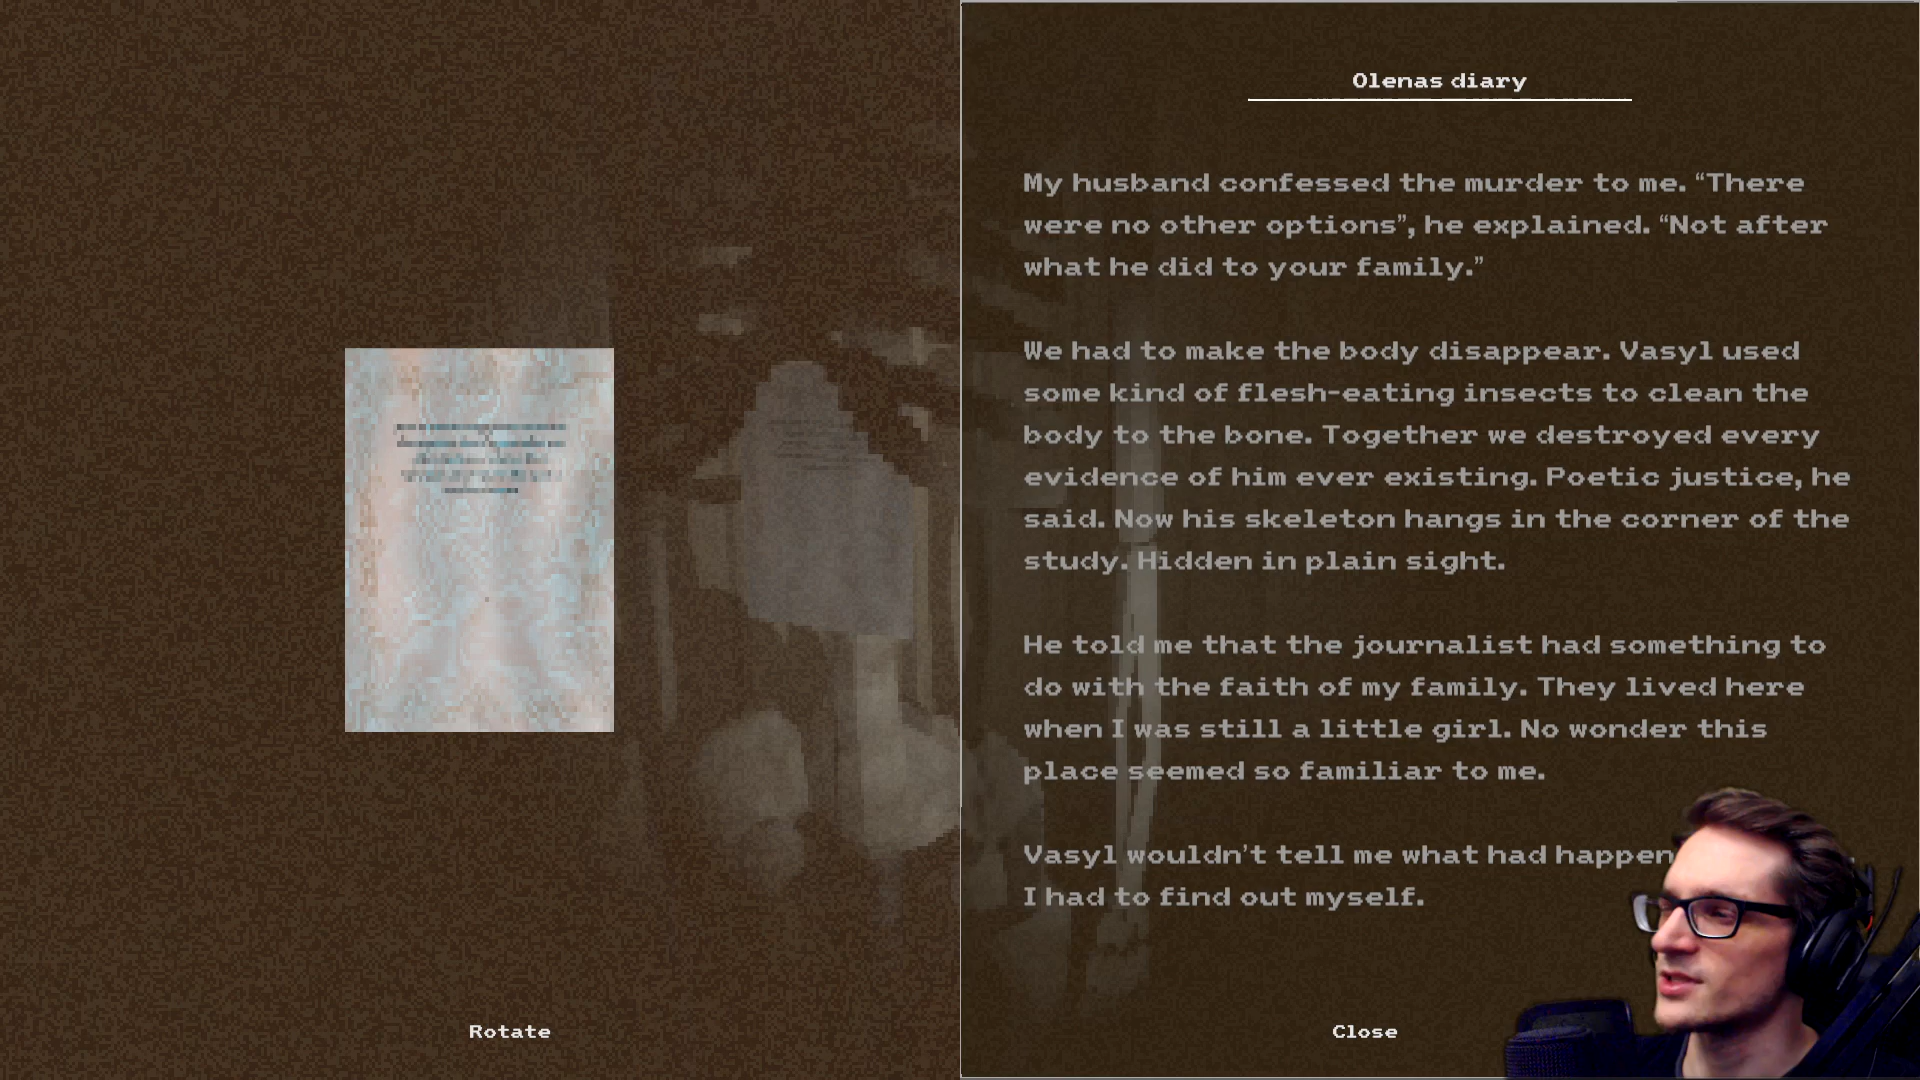 Olenas diary
My husband confessed the murder to me. “There
were no other options”, he explained. “Not after
what he did to your family.”
We had to make the body disappear. Vasyl used
some kind of flesh-eating insects to clean the
body to the bone. Together we destroyed every
evidence of him ever existing. Poetic justice, he
said. Now his skeleton hangs in the corner of the
study. Hidden in plain sight.
He told me that the journalist had something to
do with the faith of my family. They lived here
when I was still a little girl. No wonder this
place seemed so familiar to me.
Vasyl wouldn’t tell me what had
I had to find out myself.
Rotate
Close